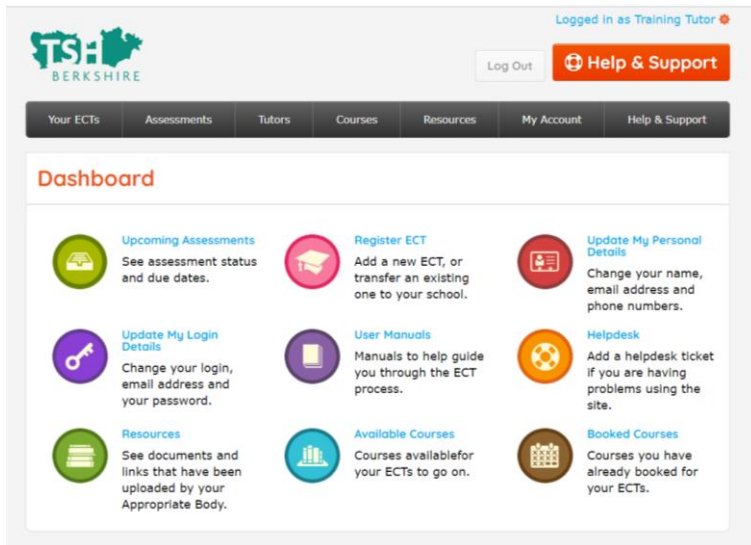 Logged in as Training Tutor
TSH
BERKSHIRE
Log Out
Help & Support
Your ECTs Assessments Tutors Courses Resources My Account Help & Support
Dashboard
Upcoming Assessments
See assessment status
and due dates.
Register ECT
Add a new ECT, or
transfer an existing
one to your school.
Update My Personal
Details
Change your name,
email address and
phone numbers.
Update My Login
Details
Change your login,
email address and
your password.
User Manuals
Manuals to help guide
you through the ECT
process.
Helpdesk
Add a helpdesk ticket
if you are having
problems using the
site.
Resources
See documents and
links that have been
uploaded by your
Appropriate Body.
Available Courses
Courses availablefor
your ECTs to go on.
Booked Courses
Courses you have
already booked for
your ECTs.